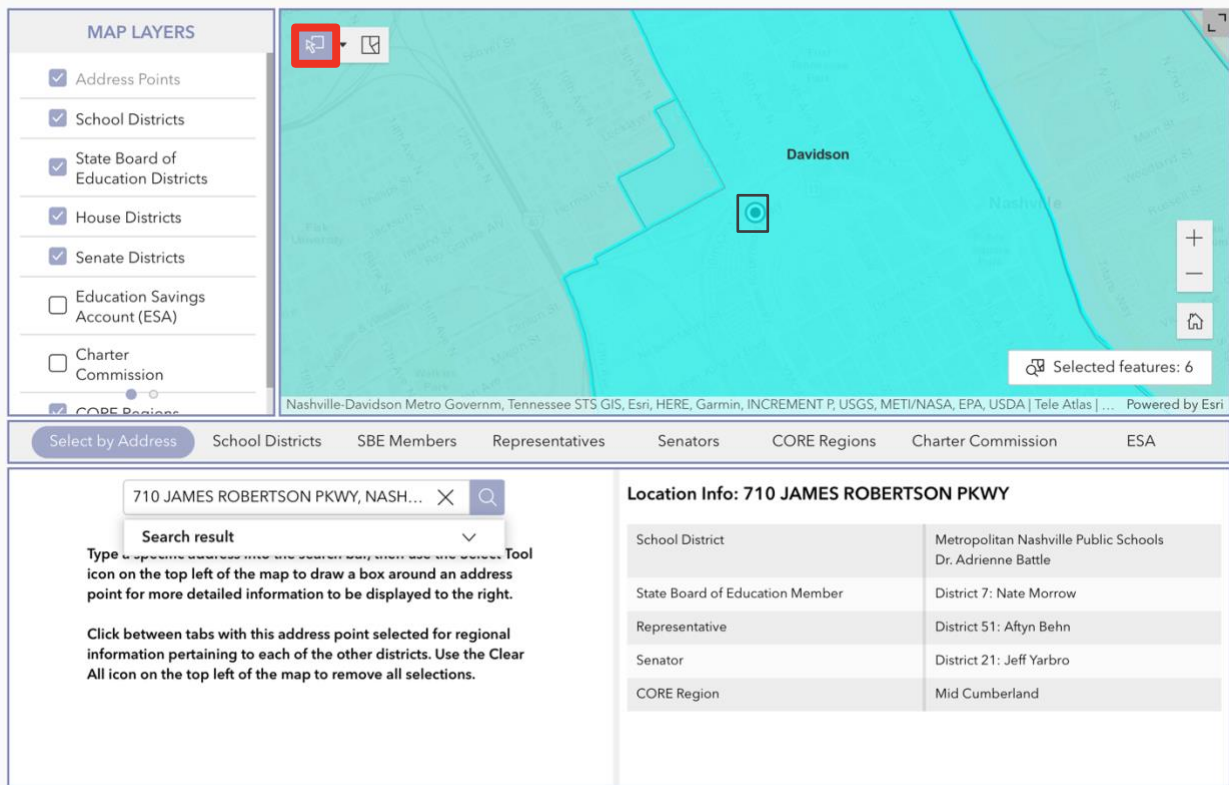 MAP LAYERS
Address Points
School Districts
State Board of
Education Districts
House Districts
Senate Districts
Education Savings
Account (ESA)
Charter
Commission
CORE Regions
Davidson
Nashville
Fisk
University
Selected features: 6
Nashville-Davidson Metro Governm, Tennessee STS GIS, Esri, HERE, Garmin, INCREMENT P, USGS, METI/NASA, EPA, USDA | Tele Atlas | ... Powered by Esri
Select by Address School Districts SBE Members Representatives Senators CORE Regions Charter Commission ESA
710 JAMES ROBERTSON PKWY, NASH...
Search result
Type a specific address into the search bar, then use the Select Tool
icon on the top left of the map to draw a box around an address
point for more detailed information to be displayed to the right.
Click between tabs with this address point selected for regional
information pertaining to each of the other districts. Use the Clear
All icon on the top left of the map to remove all selections.
Location Info: 710 JAMES ROBERTSON PKWY
School District Metropolitan Nashville Public Schools
Dr. Adrienne Battle
State Board of Education Member District 7: Nate Morrow
Representative District 51: Aftyn Behn
Senator District 21: Jeff Yarbro
CORE Region Mid Cumberland